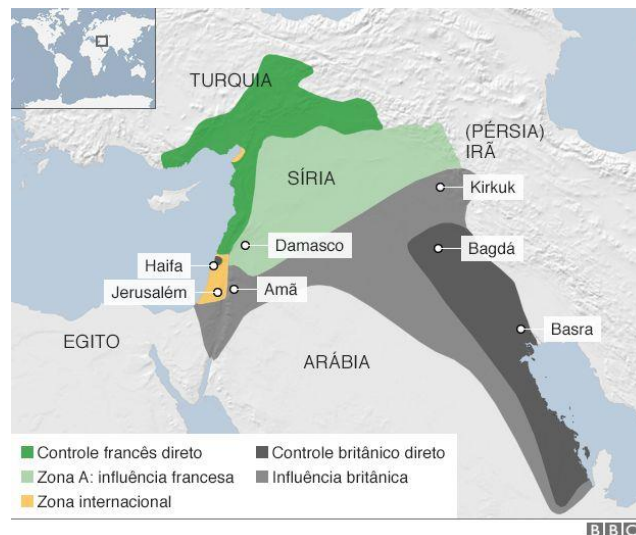 TURQUIA
(PÉRSIA)
IRÃ
SÍRIA
Kirkuk
Damasco
Bagdá
Haifa
Jerusalém
Amã
Basra
EGITO
ARÁBIA
Controle francês direto
Zona A: influência francesa
Zona internacional
Controle britânico direto
Influência britânica
BBC